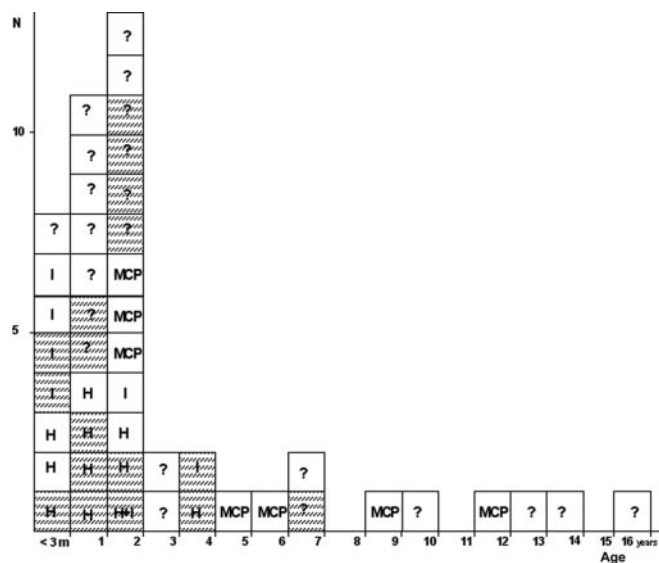 N
?
?
? ?
10
? ?
? ?
? ? ?
I ? MCP
I ? MCP
5
I ? MCP
I H I
H H H
H H H ? I ?
H H H+I ? H MCP MCP ? MCP ? MCP ? ? ?
< 3 m 1 2 3 4 5 6 7 8 9 10 11 12 13 14 15 16 years
Age